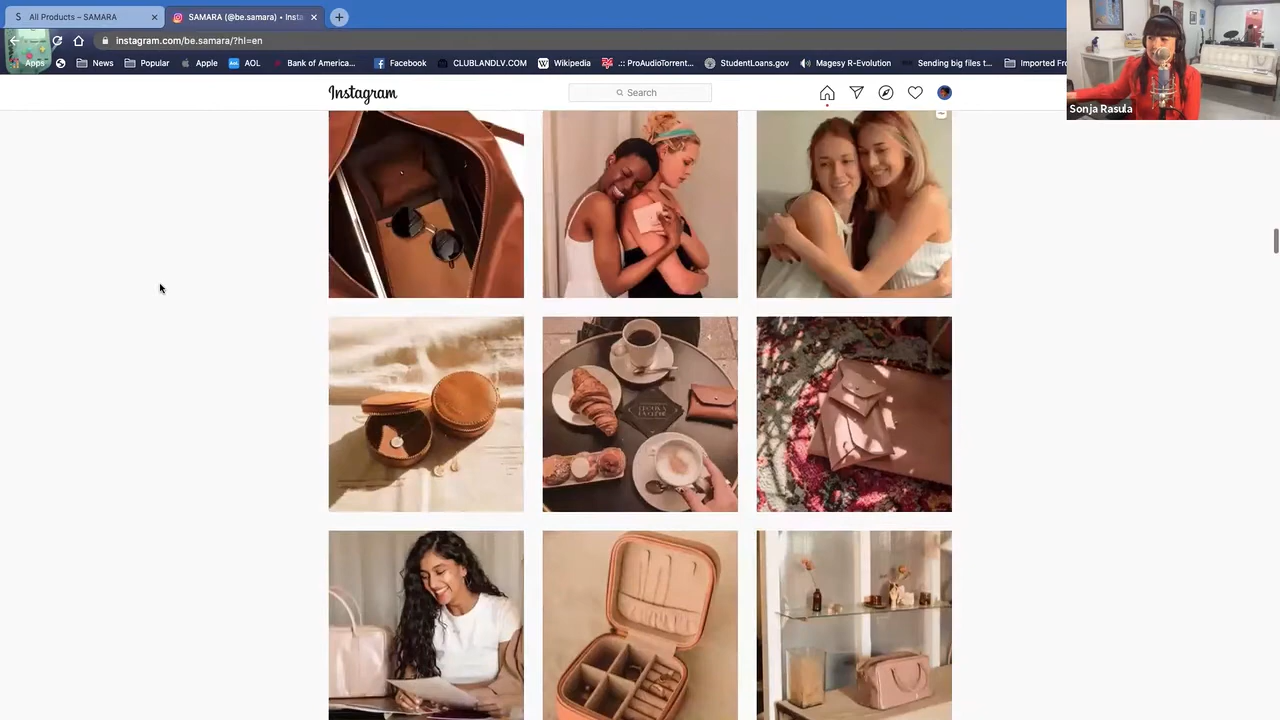 All Products – SAMARA
SAMARA (@be.samara) • Insta
instagram.com/be.samara/?hl=en
Apps
News
Popular
Apple
Aol.
AOL
Bank of America...
Facebook
CLUBLANDLV.COM
W
Wikipedia
.:: ProAudioTorrent...
StudentLoans.gov
Magesy R-Evolution
Sending big files t...
Imported Fro
Instagram
Search
Sonja Rasula